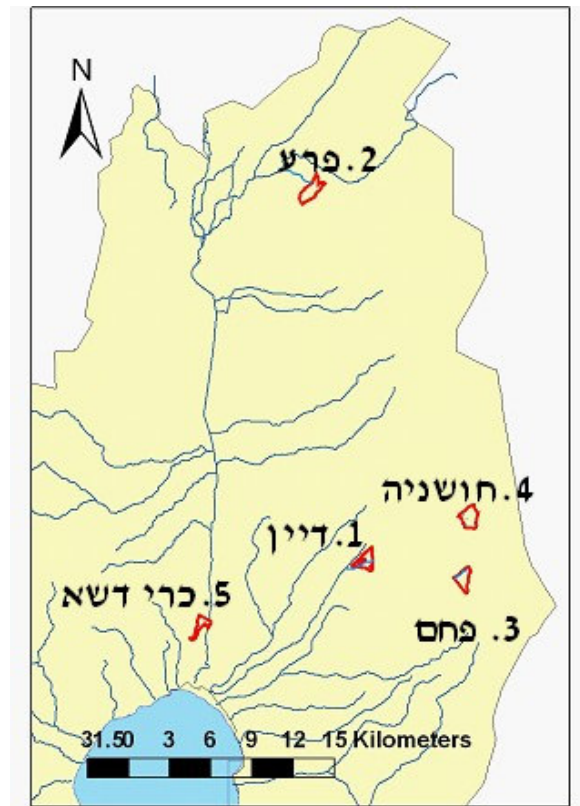 N
2. פרע
4. חושניה
1. דיין
5. כרי דשא
3. פחם
31.50 3 6 9 12 15 Kilometers